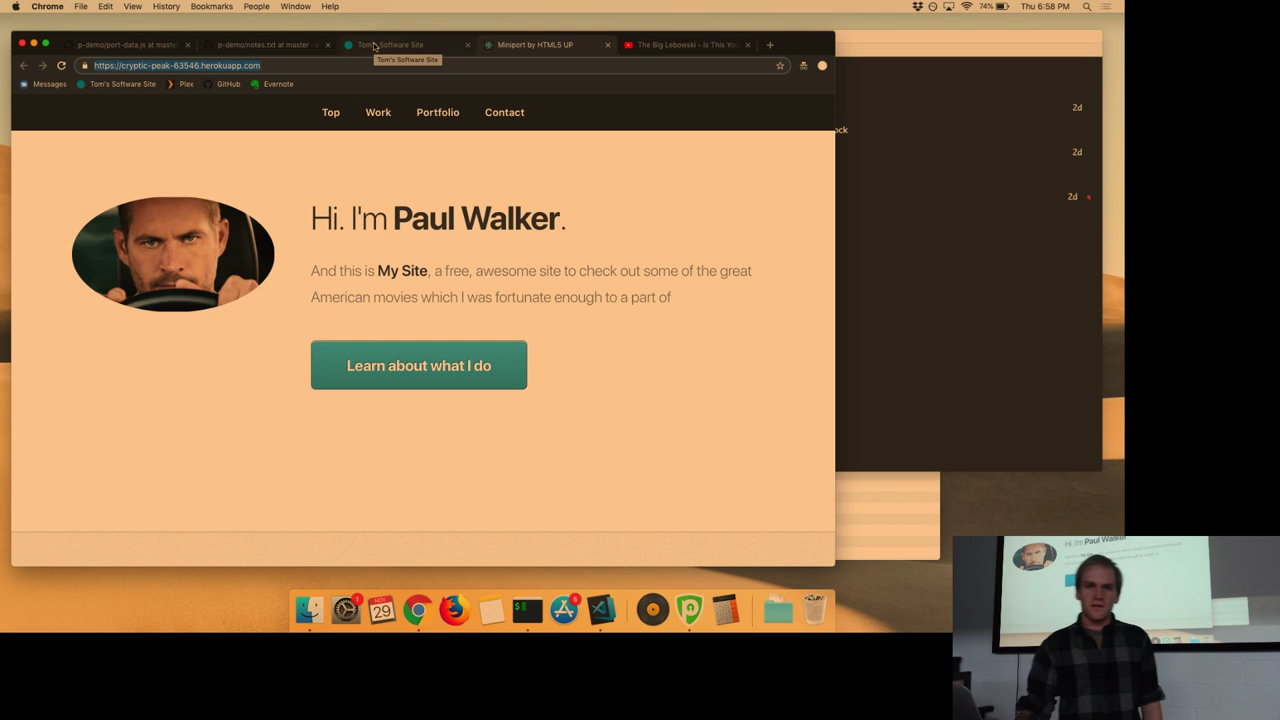 Chrome File Edit View History Bookmarks People Window Help 74% Thu 6:58 PM
p-demo/port-data.js at master p-demo/notes.txt at master Tom's Software Site Miniport by HTML5 UP The Big Lebowski - Is This You
https://cryptic-peak-63546.herokuapp.com
Tom's Software Site
Messages Tom's Software Site Plex GitHub Evernote
Top Work Portfolio Contact
2d
ock
2d
2d
Hi. I'm Paul Walker.
And this is My Site, a free, awesome site to check out some of the great
American movies which I was fortunate enough to a part of
Learn about what I do
Hi. I'm Paul Walker.
NOV
29
1
6